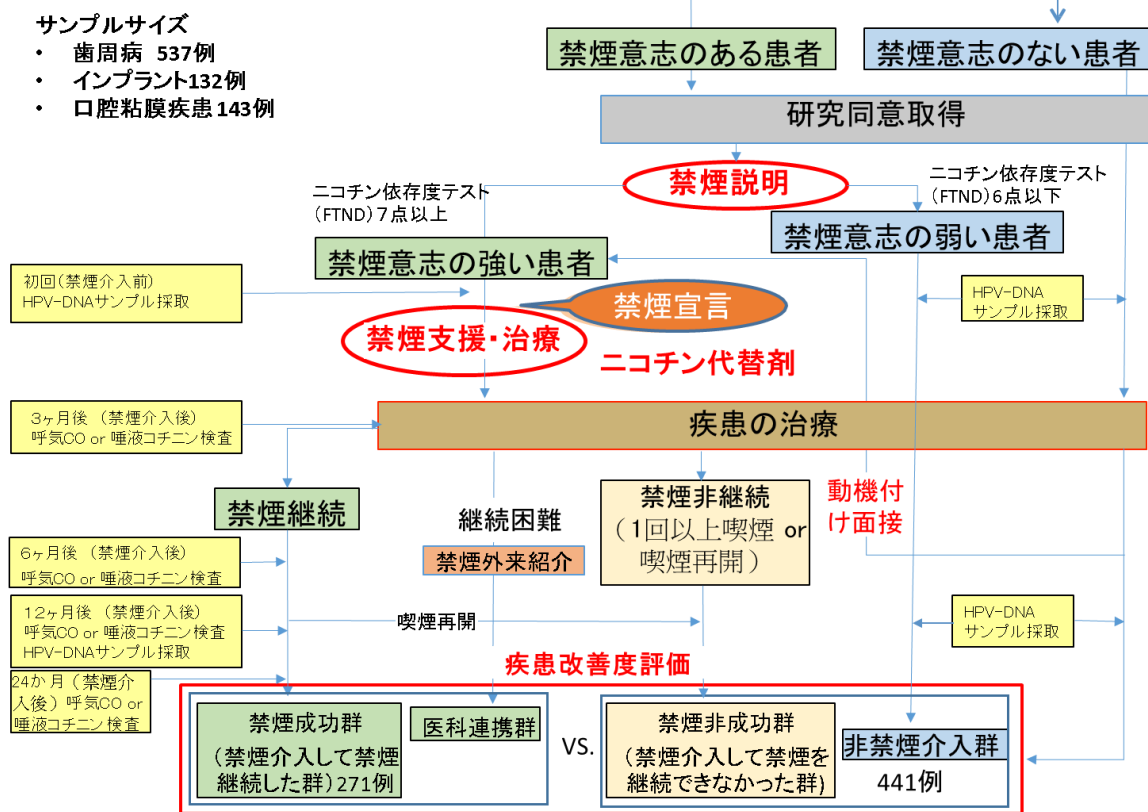 サンプルサイズ
• 歯周病 537例
• インプラント132例
• 口腔粘膜疾患143例
禁煙意志のある患者
禁煙意志のない患者
研究同意取得
禁煙説明
ニコチン依存度テスト
(FTND)７点以上
ニコチン依存度テスト
(FTND)6点以下
禁煙意志の弱い患者
禁煙意志の強い患者
初回(禁煙介入前)
HPV-DNAサンプル採取
HPV-DNA
サンプル採取
禁煙宣言
禁煙支援・治療
ニコチン代替剤
3ヶ月後 （禁煙介入後）
呼気CO or 唾液コチニン検査
疾患の治療
禁煙継続
継続困難
禁煙外来紹介
禁煙非継続
（1回以上喫煙 or
喫煙再開）
動機付
け面接
6ヶ月後 （禁煙介入後）
呼気CO or 唾液コチニン検査
12ヶ月後 （禁煙介入後）
呼気CO or 唾液コチニン検査
HPV-DNAサンプル採取
喫煙再開
HPV-DNA
サンプル採取
疾患改善度評価
24か月（禁煙介
入後）呼気CO or
唾液コチニン検査
禁煙成功群
(禁煙介入して禁煙
継続した群)271例
医科連携群
VS.
禁煙非成功群
(禁煙介入して禁煙を
継続できなかった群)
非禁煙介入群
441例